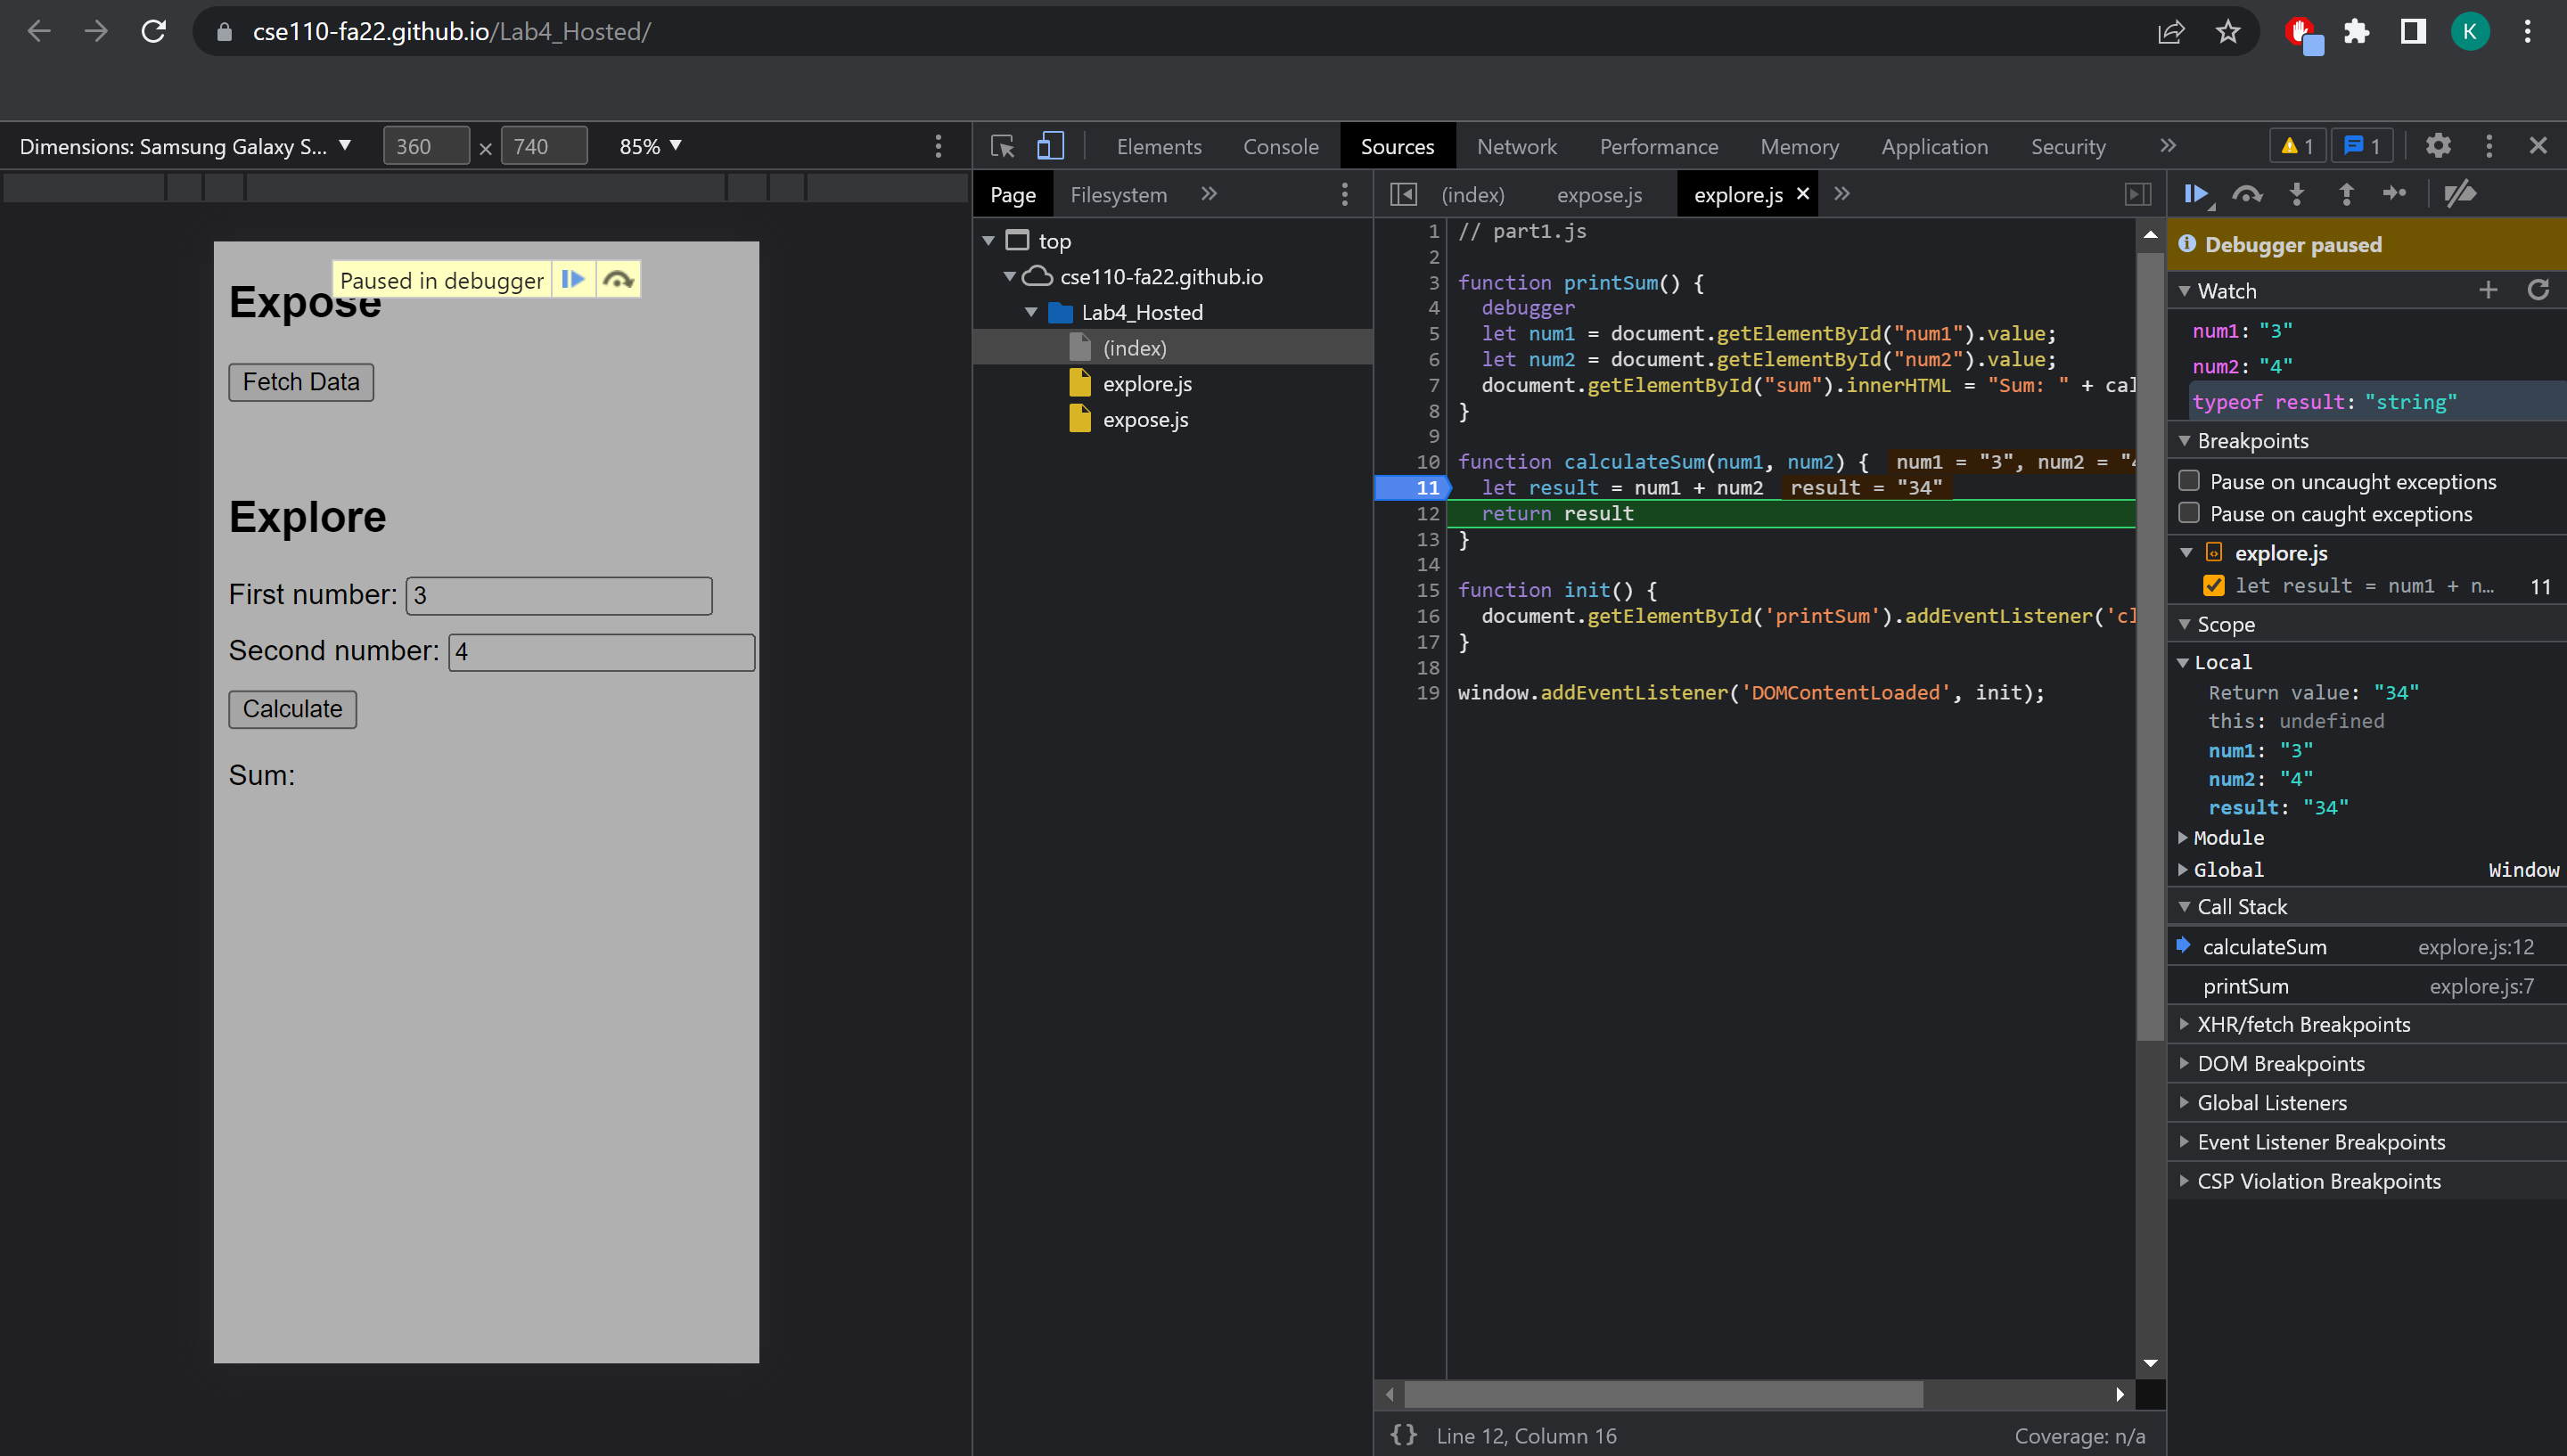 cse110-fa22.github.io/Lab4_Hosted/
K
Dimensions: Samsung Galaxy S... ▼ 360 × 740 85% ▼
Elements Console Sources Network Performance Memory Application Security » 1 1
Page Filesystem »
(index) expose.js explore.js × »
Paused in debugger
Expose
Fetch Data
Explore
First number: 3
Second number: 4
Calculate
Sum:
top
cse110-fa22.github.io
Lab4_Hosted
(index)
explore.js
expose.js
1 // part1.js
2
3 function printSum() {
4 debugger
5 let num1 = document.getElementById("num1").value;
6 let num2 = document.getElementById("num2").value;
7 document.getElementById("sum").innerHTML = "Sum: " + cal
8 }
9
10 function calculateSum(num1, num2) { num1 = "3", num2 = "4
11 let result = num1 + num2 result = "34"
12 return result
13 }
14
15 function init() {
16 document.getElementById('printSum').addEventListener('cl
17 }
18
19 window.addEventListener('DOMContentLoaded', init);
{} Line 12, Column 16 Coverage: n/a
Debugger paused
Watch
num1: "3"
num2: "4"
typeof result: "string"
Breakpoints
Pause on uncaught exceptions
Pause on caught exceptions
explore.js
let result = num1 + n... 11
Scope
Local
Return value: "34"
this: undefined
num1: "3"
num2: "4"
result: "34"
Module
Global Window
Call Stack
calculateSum explore.js:12
printSum explore.js:7
XHR/fetch Breakpoints
DOM Breakpoints
Global Listeners
Event Listener Breakpoints
CSP Violation Breakpoints